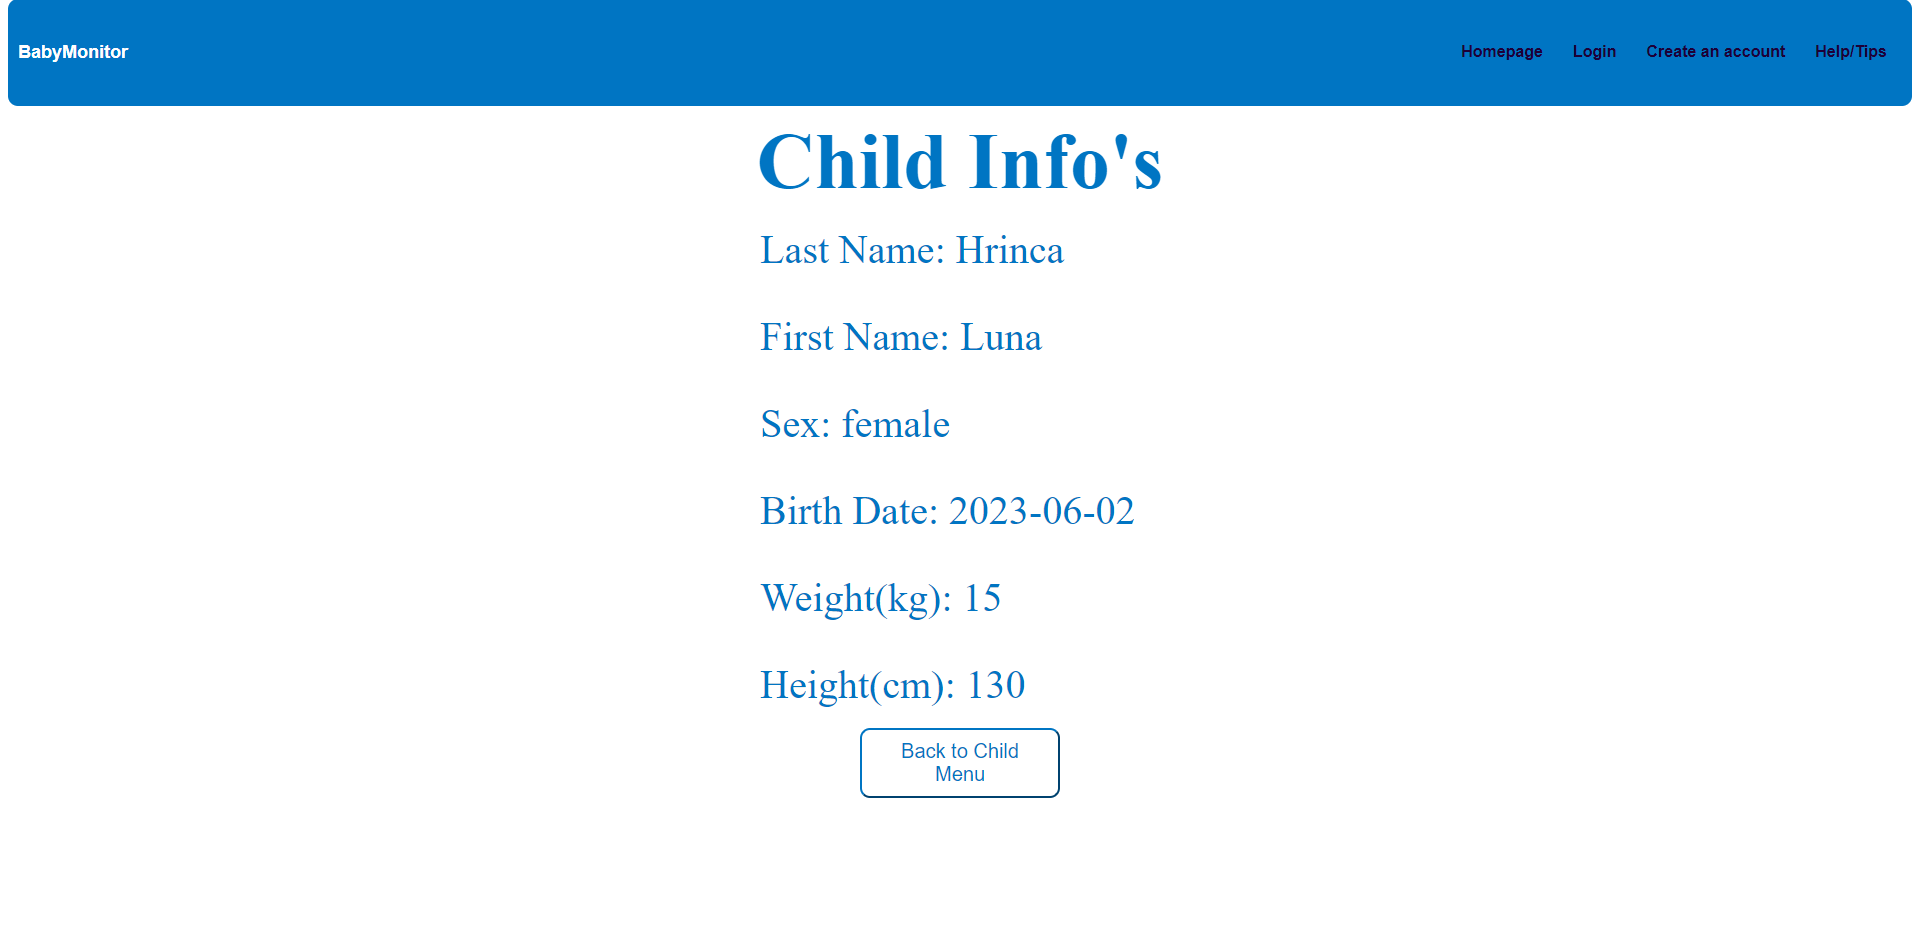 BabyMonitor
Homepage Login Create an account Help/Tips
Child Info's
Last Name: Hrinca
First Name: Luna
Sex: female
Birth Date: 2023-06-02
Weight(kg): 15
Height(cm): 130
Back to Child
Menu